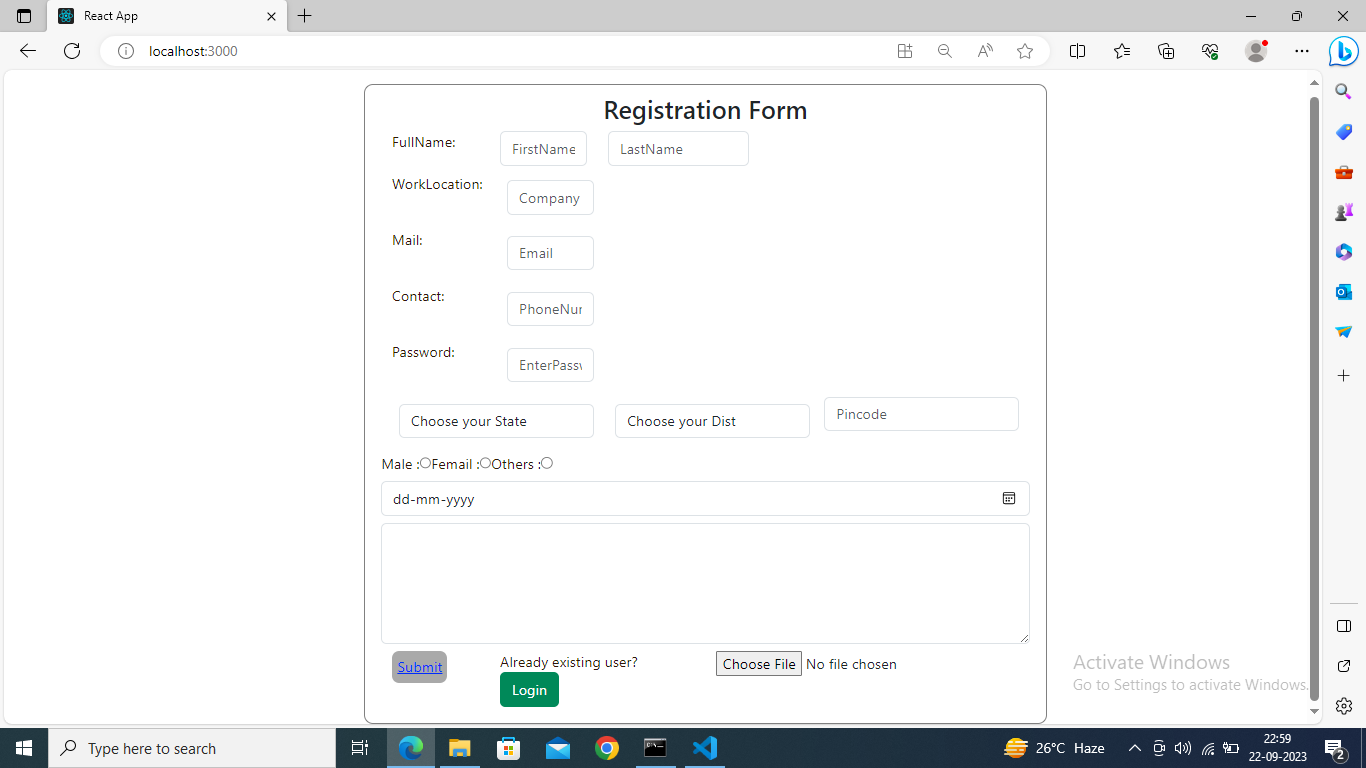 React App
localhost:3000
Registration Form
FullName: FirstName LastName
WorkLocation: Company
Mail: Email
Contact: PhoneNur
Password: EnterPassw
Choose your State Choose your Dist Pincode
Male :Femail :Others :
dd-mm-yyyy
Submit Already existing user? Choose File No file chosen
Login
Activate Windows
Go to Settings to activate Windows.
Type here to search 26°C Haze 22:59
22-09-2023 2